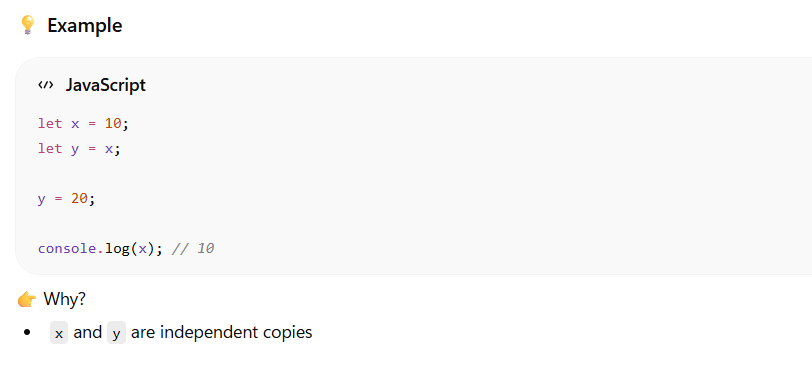 💡 Example
</> JavaScript
let x = 10;
let y = x;
y = 20;
console.log(x); // 10
👉 Why?
• x and y are independent copies